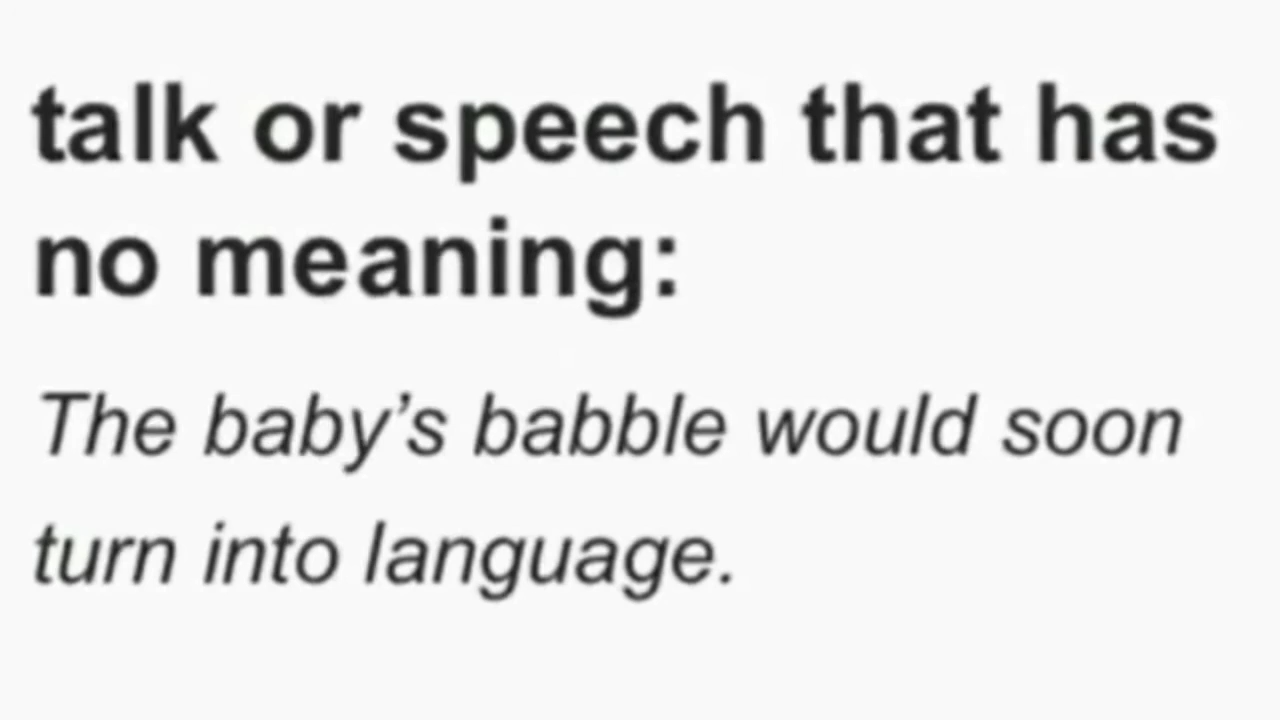 talk or speech that has
no meaning:
The baby’s babble would soon
turn into language.